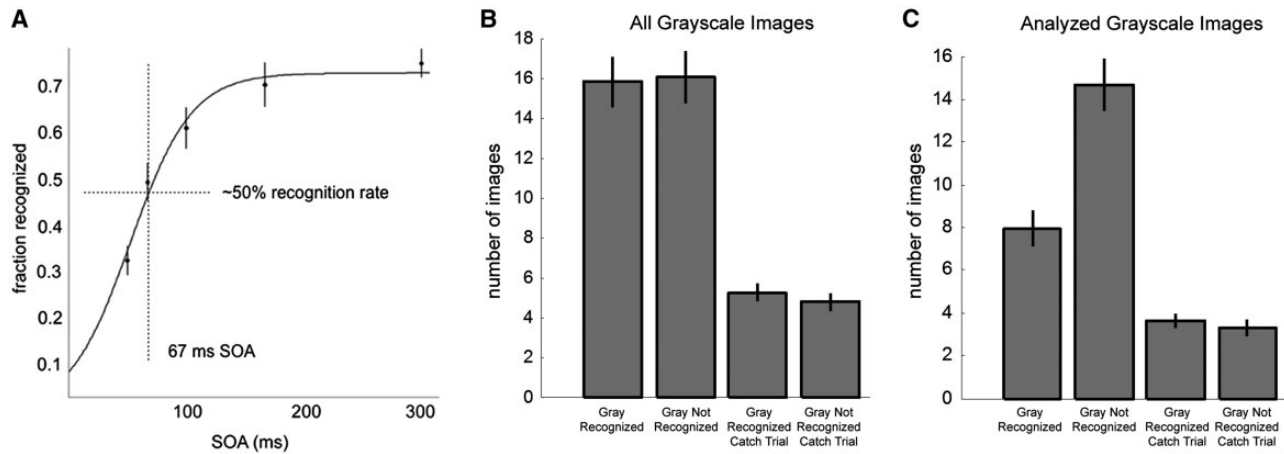 A
fraction recognized
0.7
0.6
0.5
0.4
0.3
0.2
0.1
~50% recognition rate
67 ms SOA
100
200
300
SOA (ms)
B
All Grayscale Images
number of images
18
16
14
12
10
8
6
4
2
0
Gray
Recognized
Gray Not
Recognized
Gray
Recognized
Catch Trial
Gray Not
Recognized
Catch Trial
C
Analyzed Grayscale Images
number of images
16
14
12
10
8
6
4
2
0
Gray
Recognized
Gray Not
Recognized
Gray
Recognized
Catch Trial
Gray Not
Recognized
Catch Trial